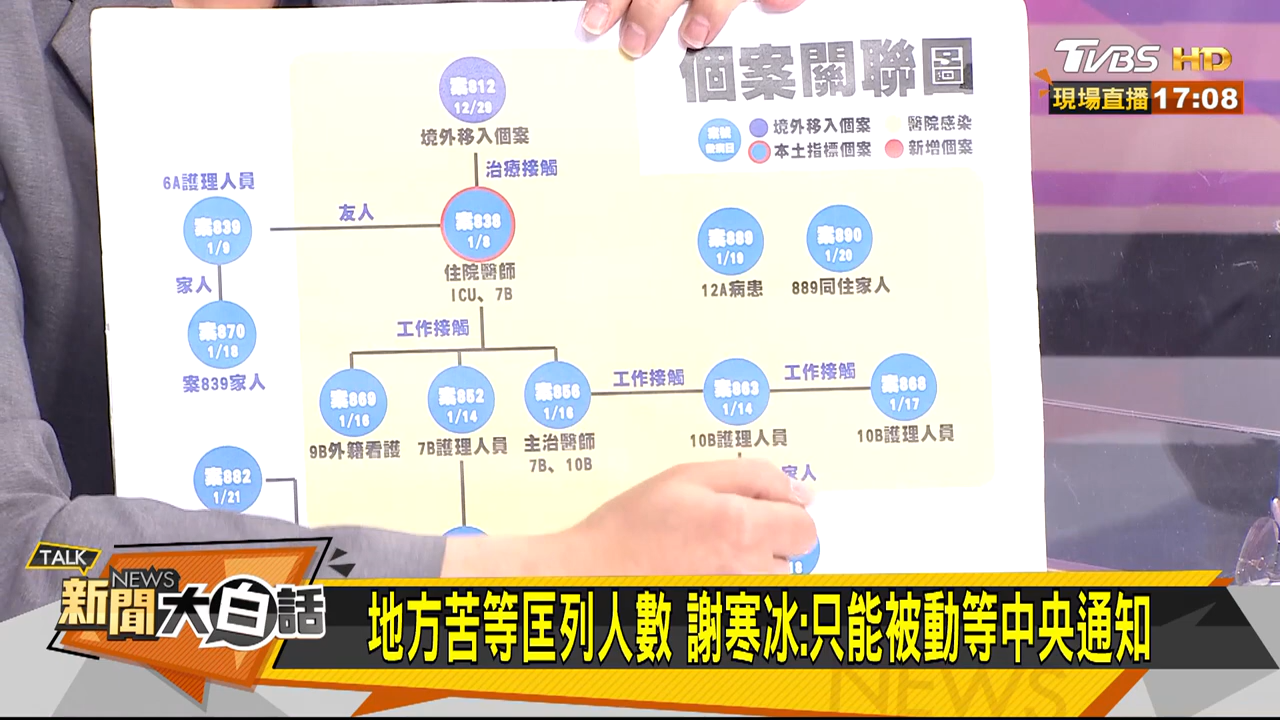 TVBS HD
現場直播 17:08
個案關聯圖
案號
發病日
境外移入個案
醫院感染
本土指標個案
新增個案
案812
12/28
境外移入個案
治療接觸
6A護理人員
案839
1/9
友人
案838
1/8
住院醫師
ICU、7B
家人
案870
1/18
案839家人
案889
1/19
12A病患
案890
1/20
889同住家人
工作接觸
案869
1/16
9B外籍看護
案852
1/14
7B護理人員
案856
1/16
主治醫師
7B、10B
工作接觸
案863
1/14
10B護理人員
工作接觸
案868
1/17
10B護理人員
家人
案882
1/21
TALK
NEWS
新聞大白話
地方苦等匡列人數 謝寒冰:只能被動等中央通知
NEWS